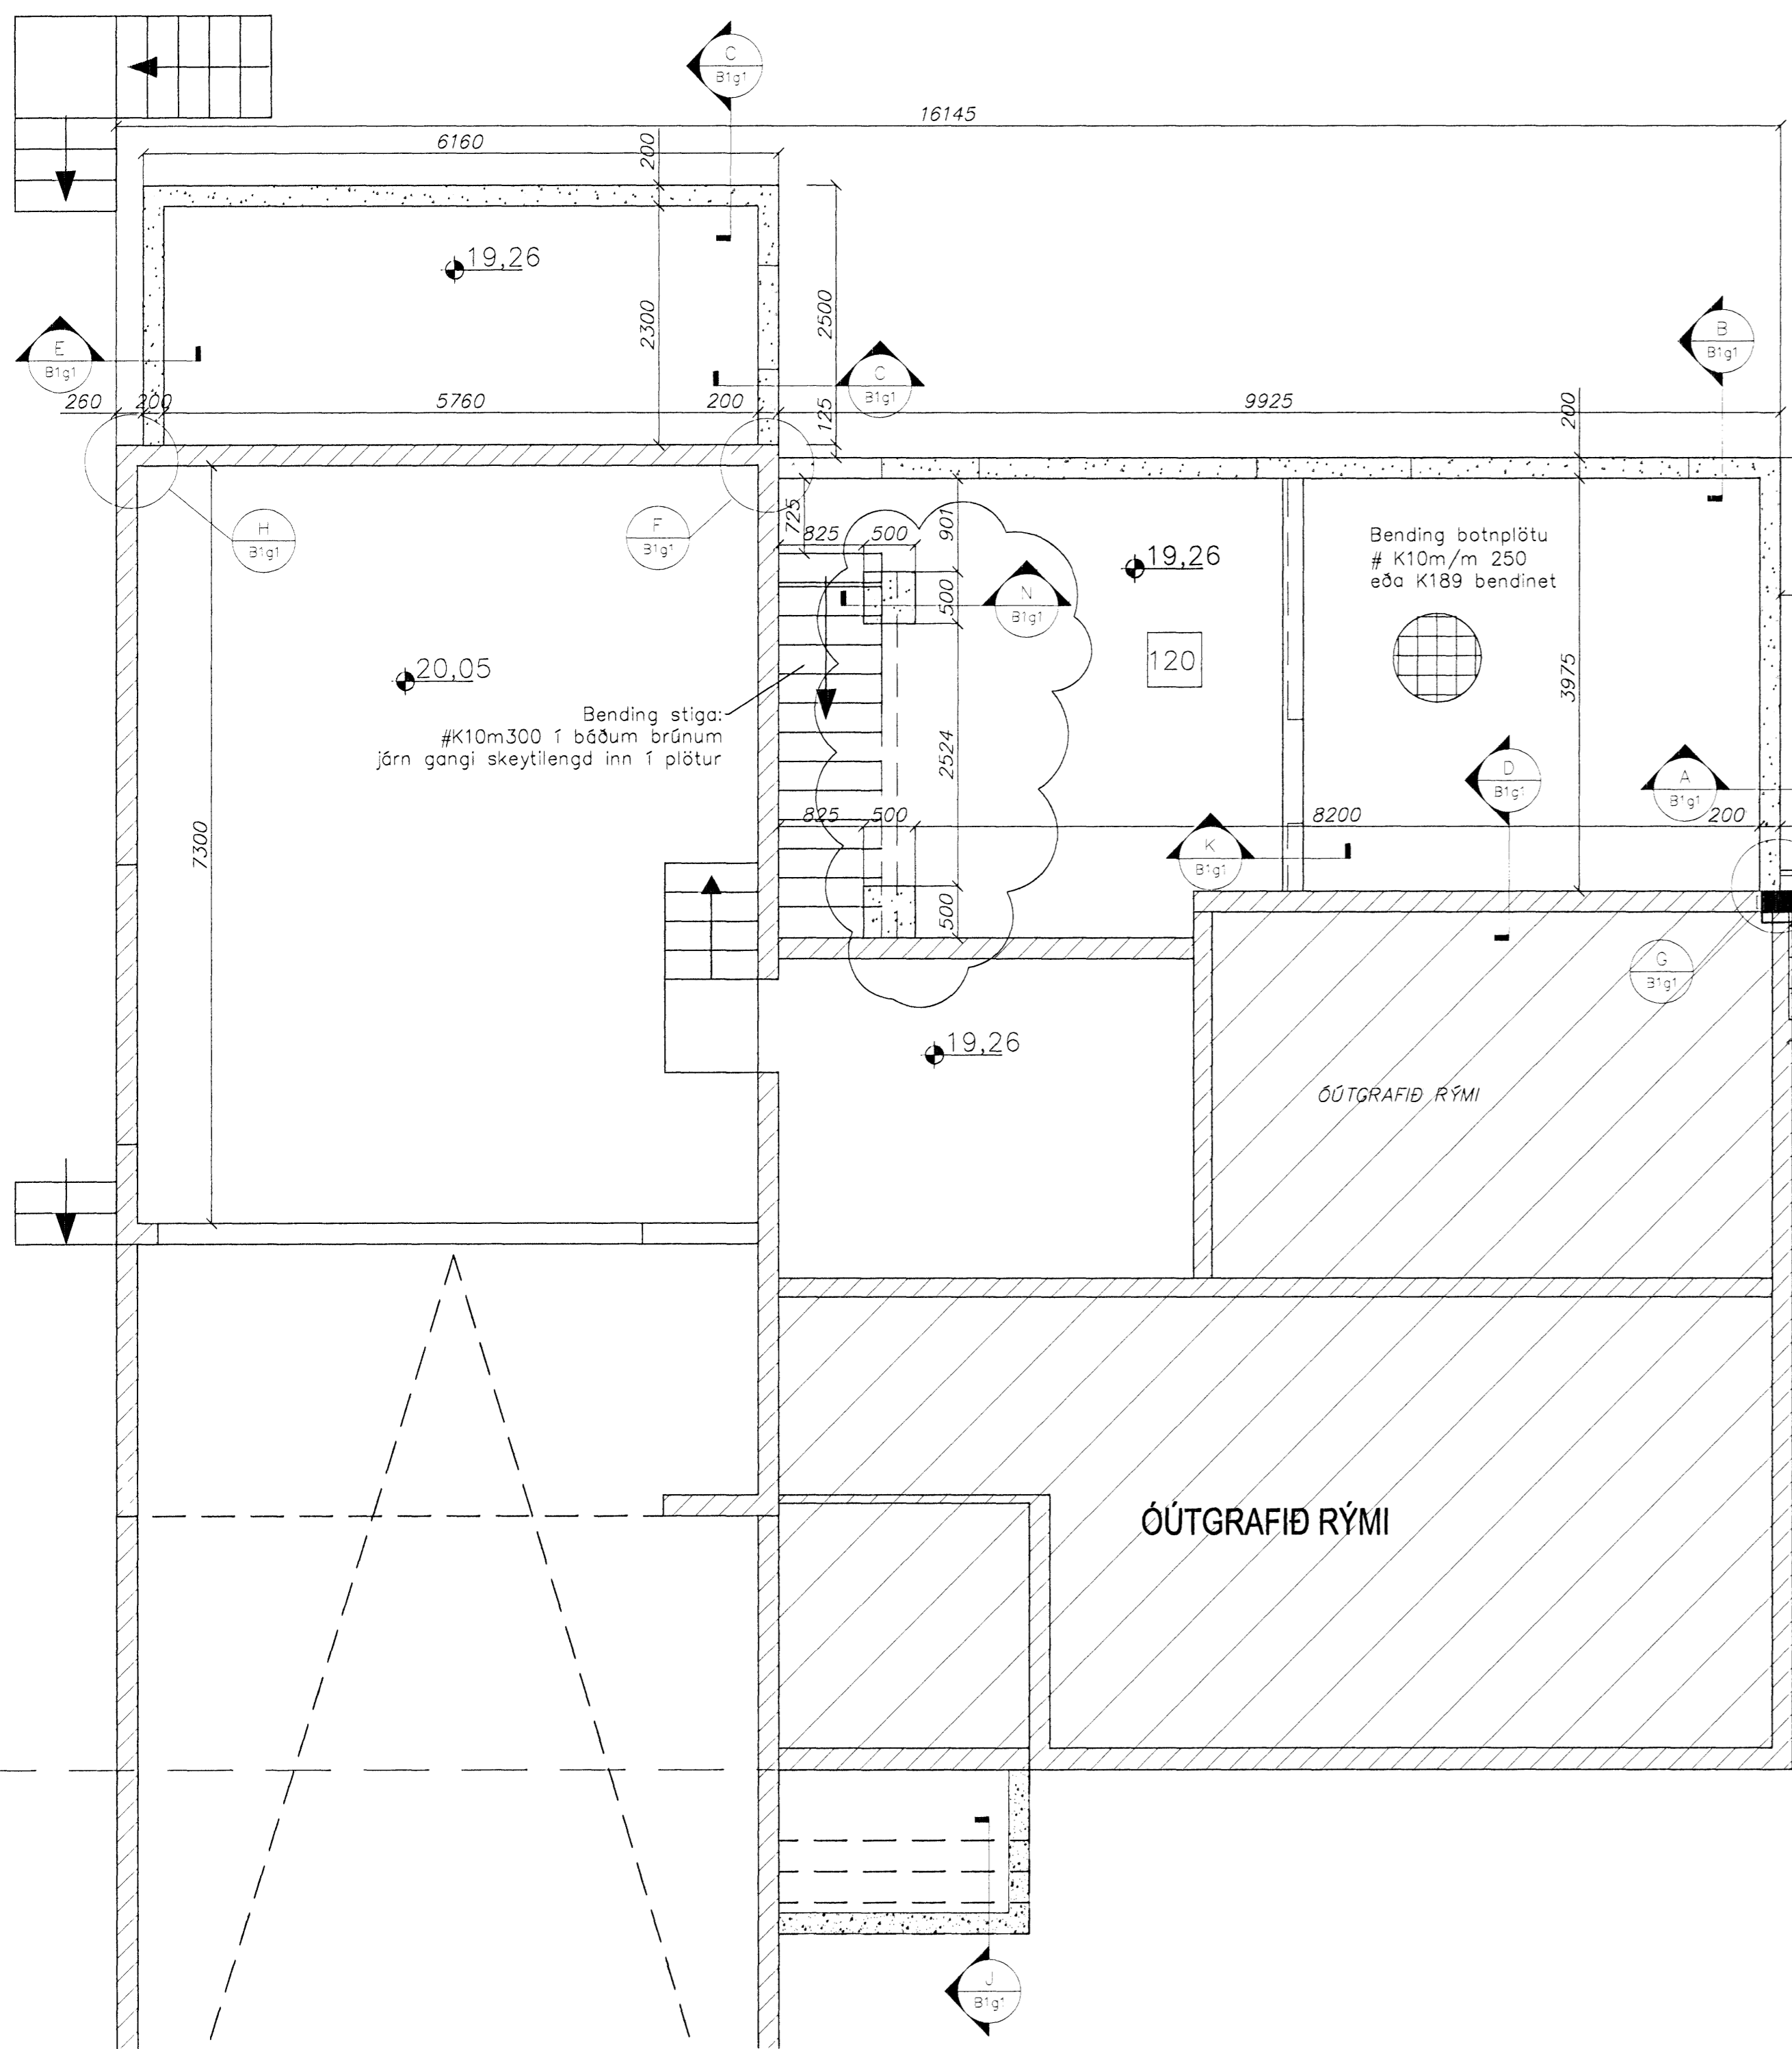 C
B1g1
16145
6160
200
19,26
2300
2500
B
B1g1
E
B1g1
C
B1g1
260
200
5760
200
125
9925
200
H
B1g1
F
B1g1
725
825
500
901
19,26
Bending botnplötu
# K10m/m 250
eða K189 bendinet
N
B1g1
500
120
20,05
3975
Bending stiga:
#K10m300 í báðum brúnum
járn gangi skeytilengd inn í plötur
2524
D
B1g1
A
B1g1
7300
825
500
8200
200
K
B1g1
500
G
B1g1
19,26
ÓÚTGRAFIÐ RÝMI
ÓÚTGRAFIÐ RÝMI
J
B1g1